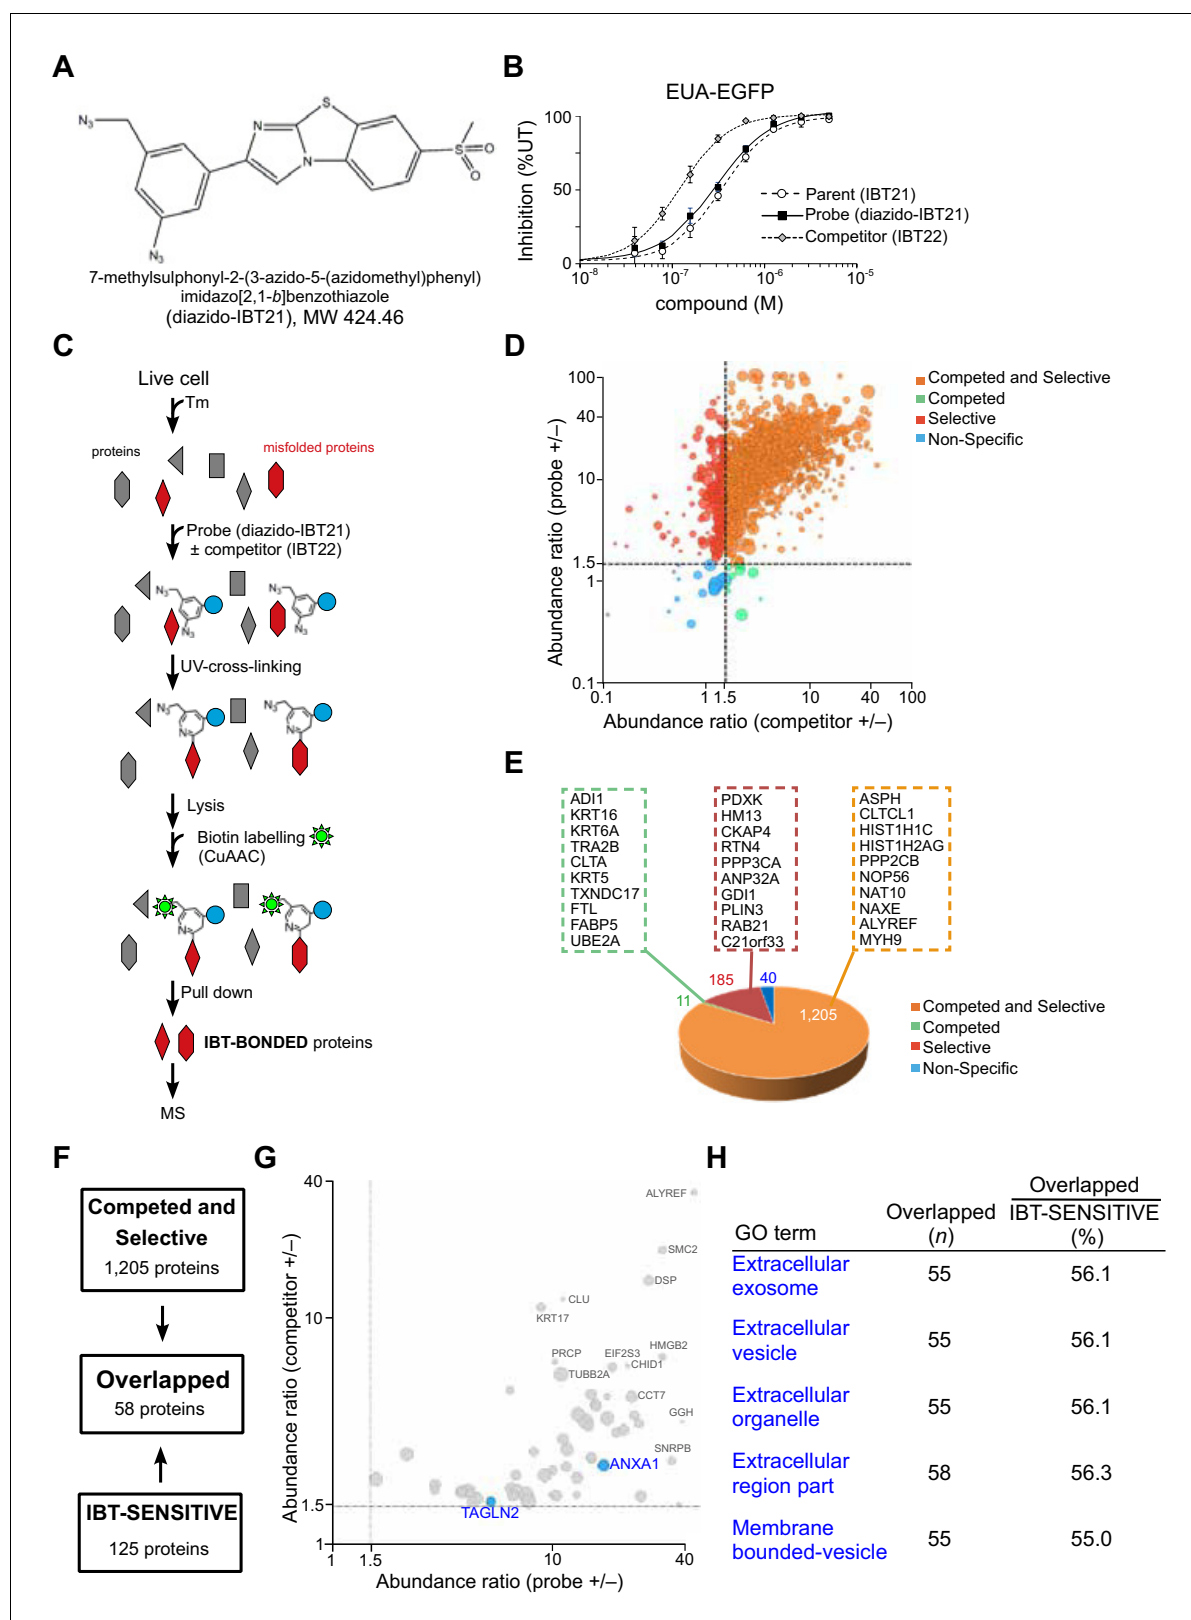 A
N3
S
N
N
S
O
O
N3
7-methylsulphonyl-2-(3-azido-5-(azidomethyl)phenyl)
imidazo[2,1-b]benzothiazole
(diazido-IBT21), MW 424.46
B
EUA-EGFP
Inhibition (%UT)
100
50
0
10-8
10-7
10-6
10-5
compound (M)
Parent (IBT21)
Probe (diazido-IBT21)
Competitor (IBT22)
C
Live cell
Tm
proteins
misfolded proteins
Probe (diazido-IBT21)
± competitor (IBT22)
N3
N3
N3
N3
UV-cross-linking
N3
N
N3
N
Lysis
Biotin labelling
(CuAAC)
N
N
Pull down
IBT-BONDED proteins
MS
D
Abundance ratio (probe +/–)
100
40
10
1.5
1
0.1
0.1
1
1.5
10
40
100
Abundance ratio (competitor +/–)
Competed and Selective
Competed
Selective
Non-Specific
E
ADI1
KRT16
KRT6A
TRA2B
CLTA
KRT5
TXNDC17
FTL
FABP5
UBE2A
PDXK
HM13
CKAP4
RTN4
PPP3CA
ANP32A
GDI1
PLIN3
RAB21
C21orf33
ASPH
CLTCL1
HIST1H1C
HIST1H2AG
PPP2CB
NOP56
NAT10
NAXE
ALYREF
MYH9
11
185
40
1,205
Competed and Selective
Competed
Selective
Non-Specific
F
Competed and
Selective
1,205 proteins
Overlapped
58 proteins
IBT-SENSITIVE
125 proteins
G
Abundance ratio (competitor +/–)
40
10
1.5
1
1
1.5
10
40
Abundance ratio (probe +/–)
ALYREF
SMC2
DSP
CLU
KRT17
HMGB2
PRCP
EIF2S3
CHID1
TUBB2A
CCT7
GGH
SNRPB
ANXA1
TAGLN2
H
GO term
Overlapped
(n)
Overlapped
IBT-SENSITIVE
(%)
Extracellular
exosome
55
56.1
Extracellular
vesicle
55
56.1
Extracellular
organelle
55
56.1
Extracellular
region part
58
56.3
Membrane
bounded-vesicle
55
55.0